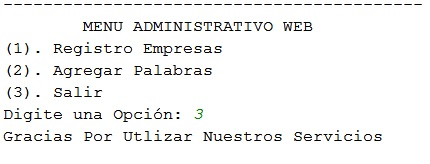 ------------------------------------------
MENU ADMINISTRATIVO WEB
(1). Registro Empresas
(2). Agregar Palabras
(3). Salir
Digite una Opción: 3
Gracias Por Utlizar Nuestros Servicios